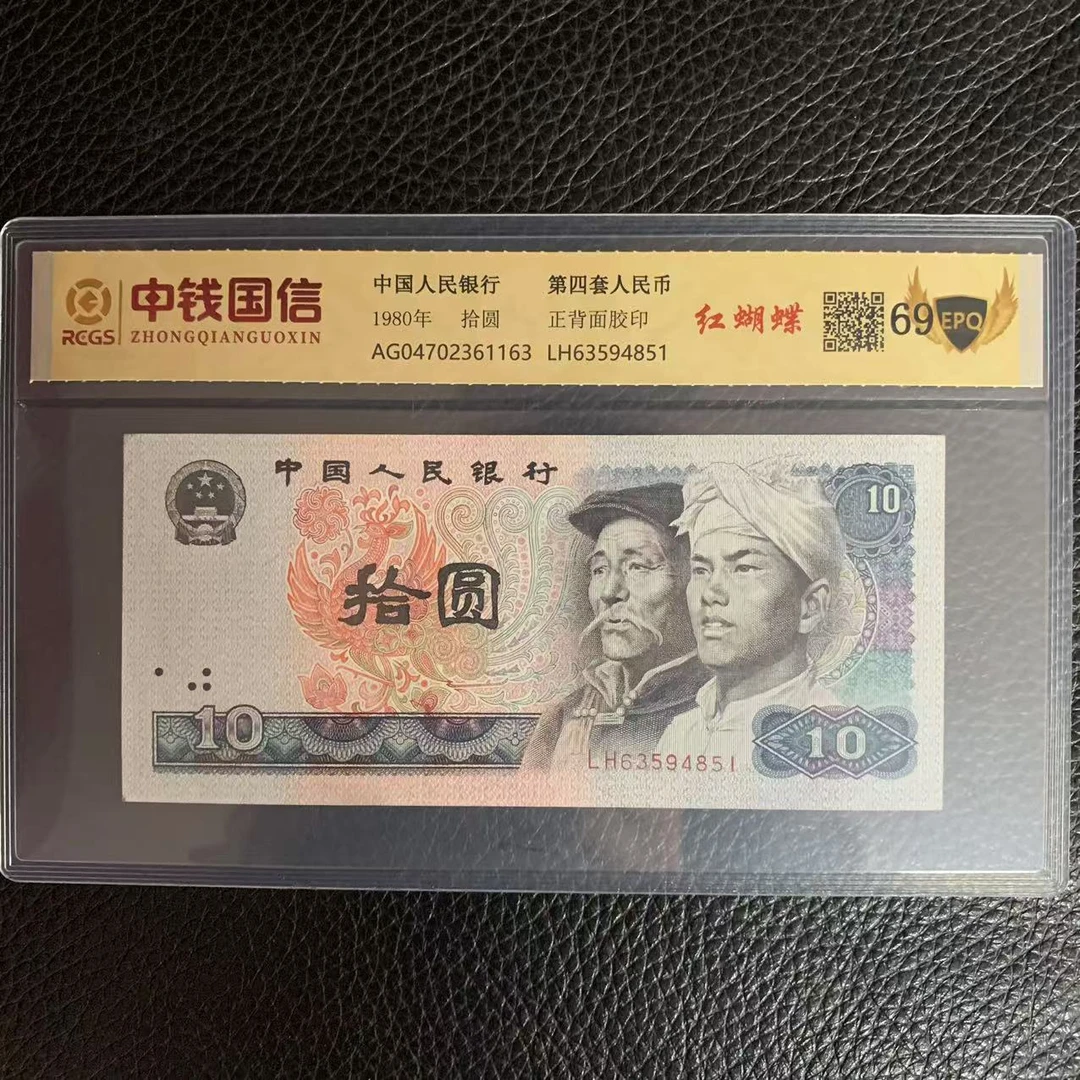 RCGS
中钱国信
ZHONGQIANGUOXIN
中国人民银行 第四套人民币
1980年 拾圆 正背面胶印
AG04702361163 LH63594851
红蝴蝶
69 EPQ
中国人民银行
10
拾圆
10
LH63594851
10